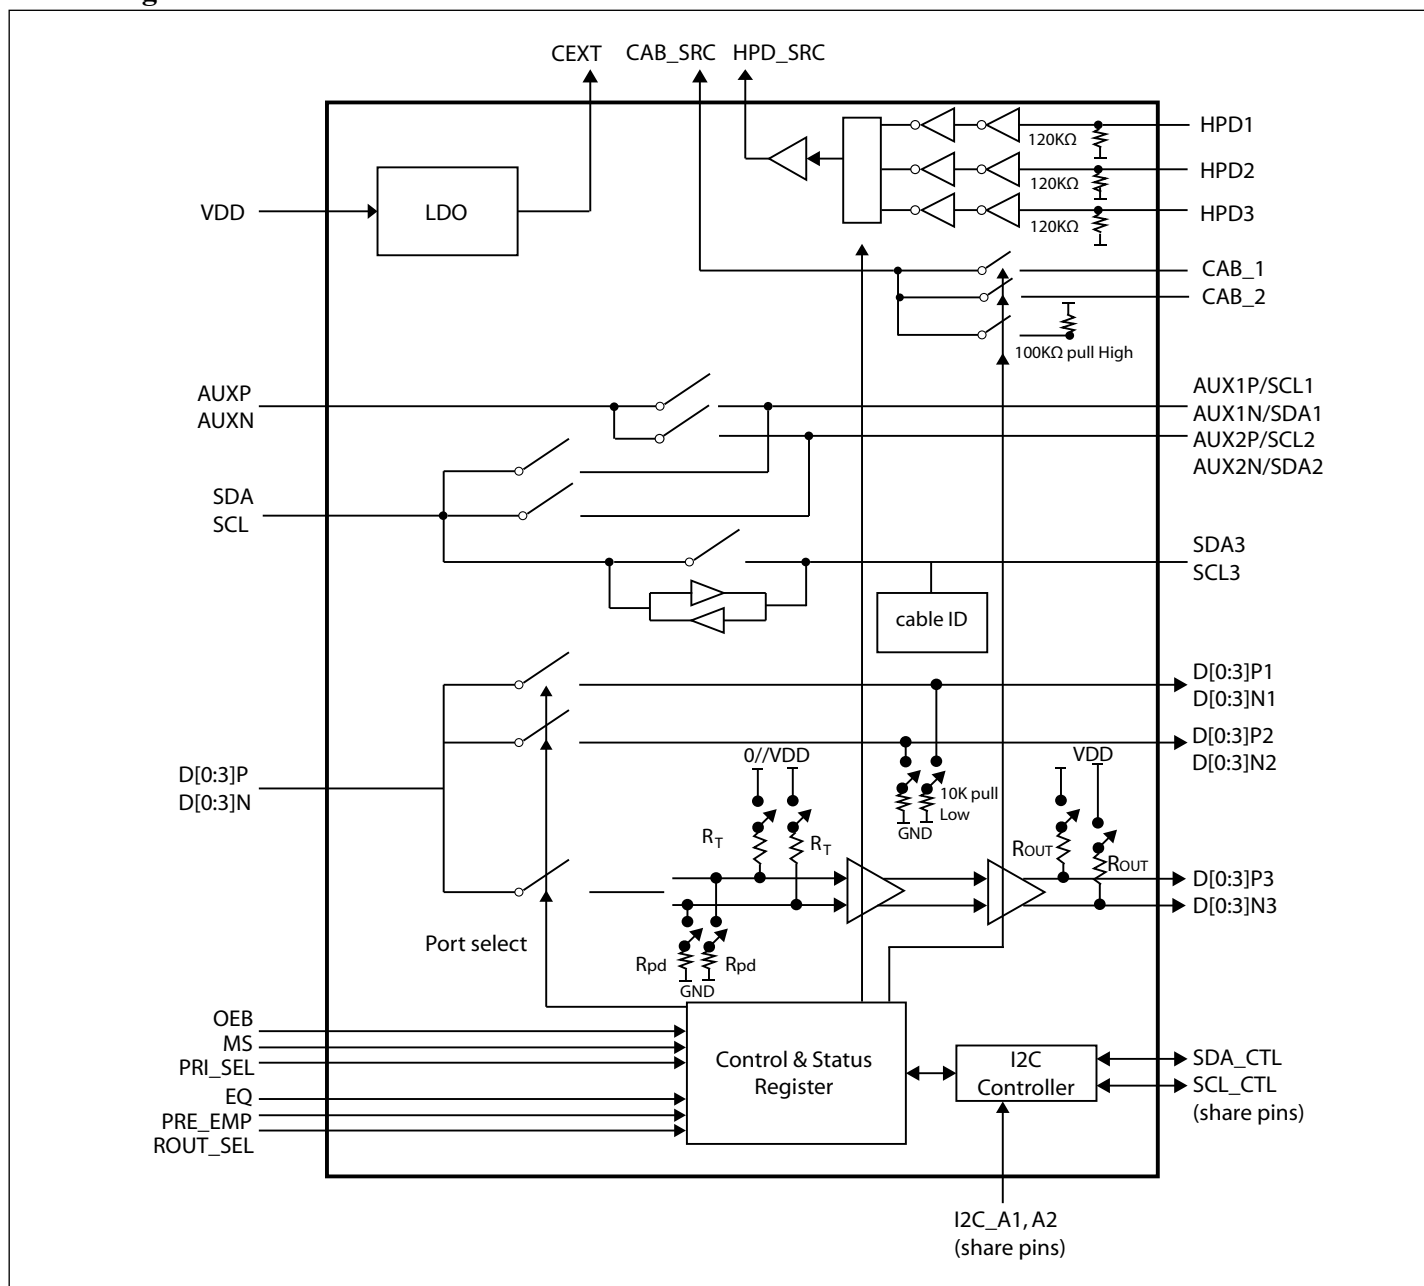 CEXT CAB_SRC HPD_SRC
HPD1
120KΩ
HPD2
120KΩ
HPD3
120KΩ
VDD
LDO
CAB_1
CAB_2
100KΩ pull High
AUXP
AUXN
AUX1P/SCL1
AUX1N/SDA1
AUX2P/SCL2
AUX2N/SDA2
SDA
SCL
SDA3
SCL3
cable ID
D[0:3]P1
D[0:3]N1
D[0:3]P2
D[0:3]N2
D[0:3]P
D[0:3]N
0//VDD
VDD
10K pull
Low
GND
RT
RT
ROUT
ROUT
D[0:3]P3
D[0:3]N3
Port select
Rpd
Rpd
GND
OEB
MS
PRI_SEL
EQ
PRE_EMP
ROUT_SEL
Control & Status
Register
I2C
Controller
SDA_CTL
SCL_CTL
(share pins)
I2C_A1, A2
(share pins)